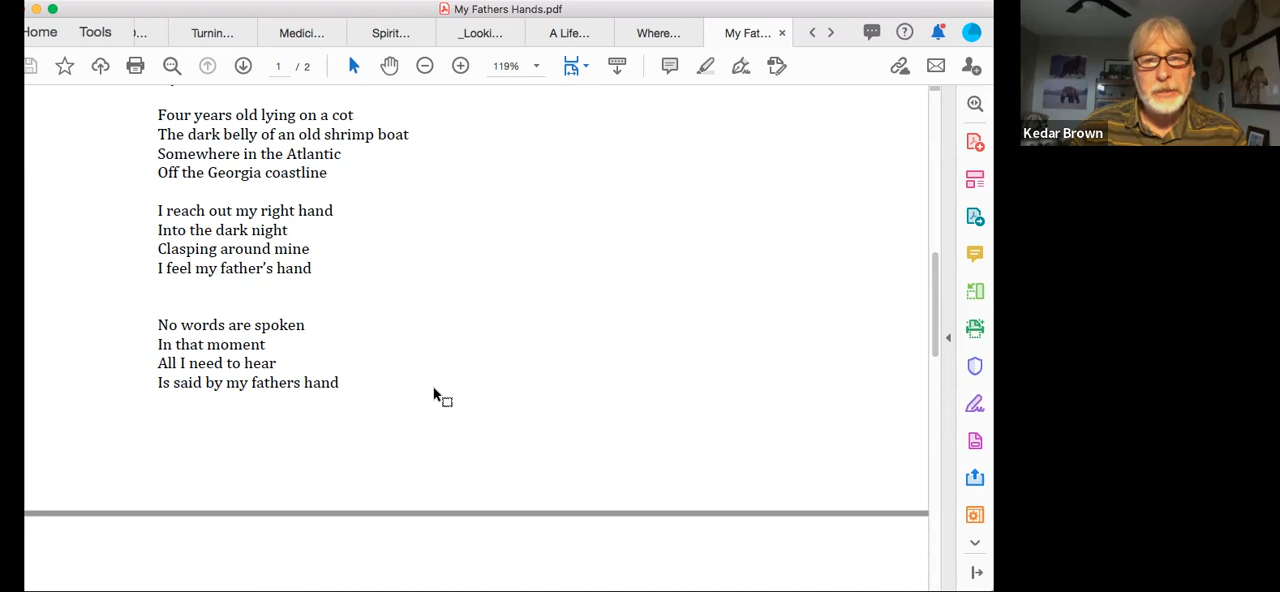 My Fathers Hands.pdf
Home Tools ... Turnin... Medici... Spirit... _Looki... A Life... Where... My Fat... ×
1 / 2 119%
Four years old lying on a cot
The dark belly of an old shrimp boat
Somewhere in the Atlantic
Off the Georgia coastline
I reach out my right hand
Into the dark night
Clasping around mine
I feel my father's hand
No words are spoken
In that moment
All I need to hear
Is said by my fathers hand
Kedar Brown